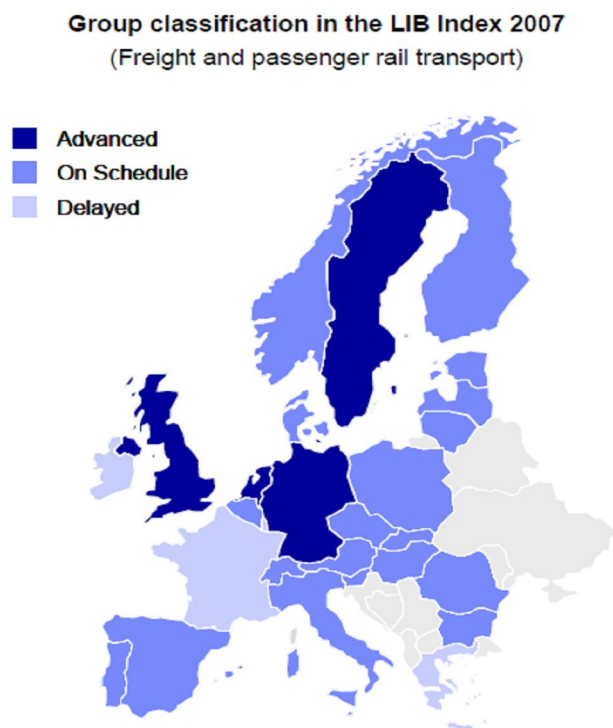 Group classification in the LIB Index 2007
(Freight and passenger rail transport)
Advanced
On Schedule
Delayed